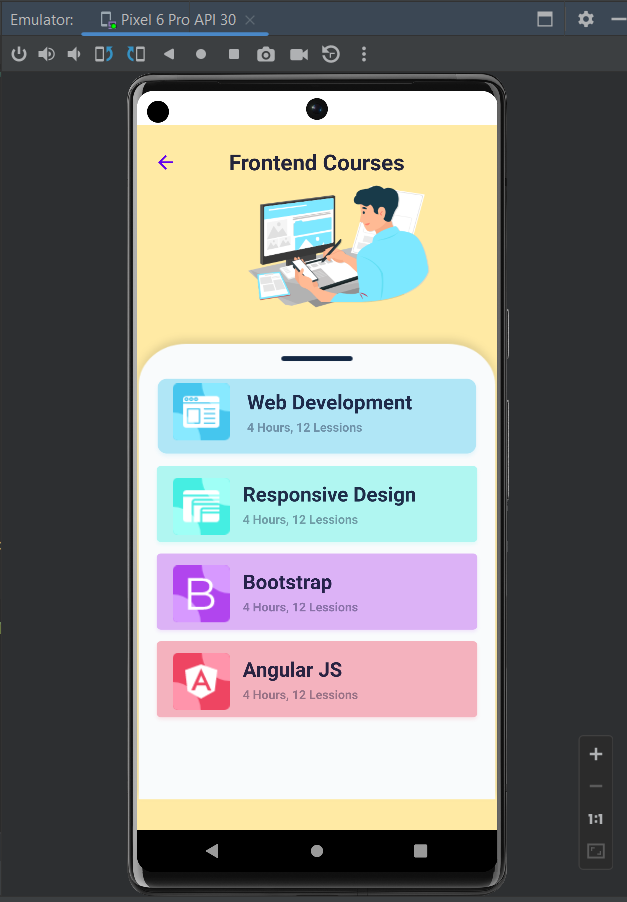 Emulator: Pixel 6 Pro API 30
Frontend Courses
Web Development
4 Hours, 12 Lessions
Responsive Design
4 Hours, 12 Lessions
B
Bootstrap
4 Hours, 12 Lessions
A
Angular JS
4 Hours, 12 Lessions
1:1